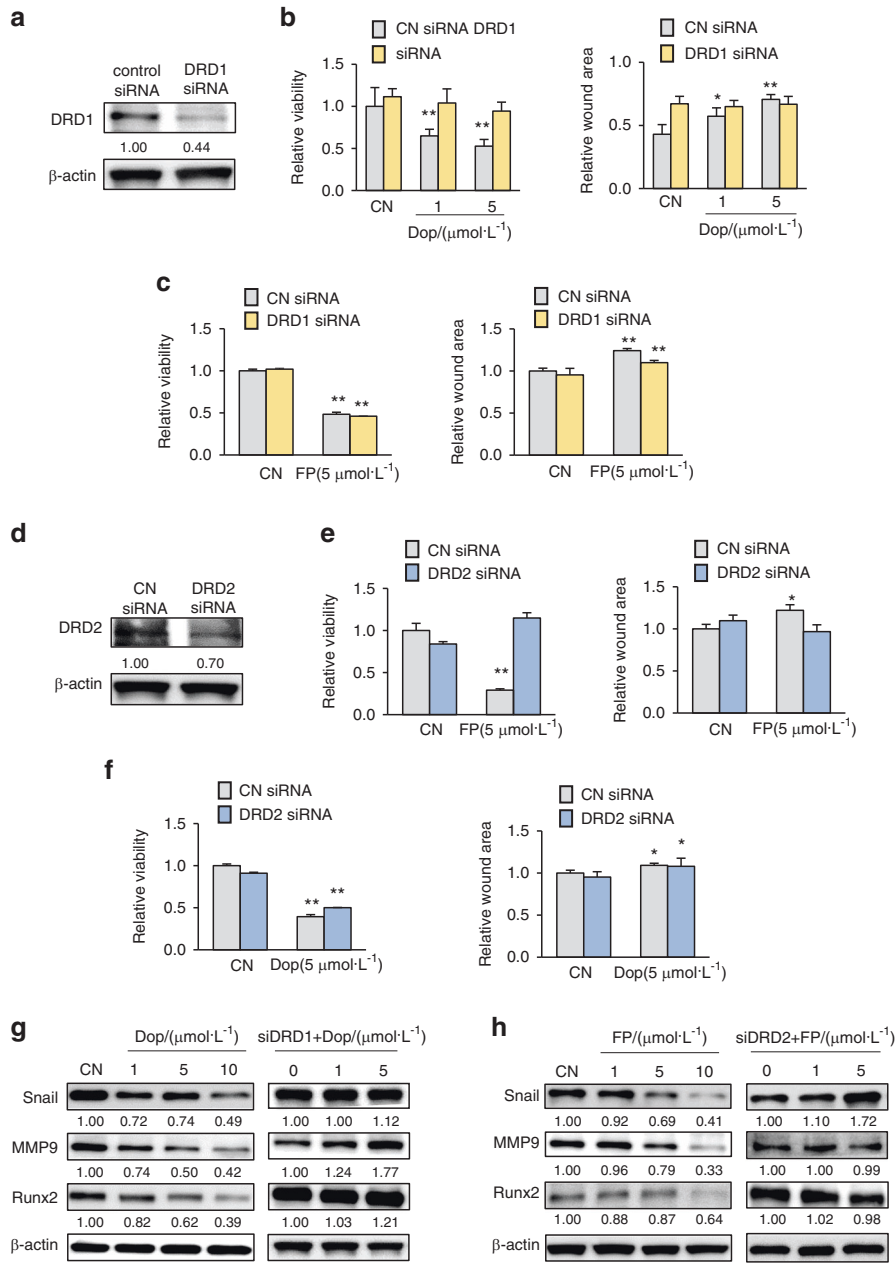 a
control
siRNA
DRD1
siRNA
DRD1
1.00 0.44
β-actin
b
CN siRNA DRD1
siRNA
Relative viability
1.5
1.0
0.5
0.0
CN 1 5
Dop/(μmol·L-1)
CN siRNA
DRD1 siRNA
Relative wound area
1.0
0.5
0.0
** 
*
**
**
CN 1 5
Dop/(μmol·L-1)
c
CN siRNA
DRD1 siRNA
Relative viability
1.5
1.0
0.5
0.0
** **
CN FP(5 μmol·L-1)
CN siRNA
DRD1 siRNA
Relative wound area
1.5
1.0
0.5
0.0
** **
CN FP(5 μmol·L-1)
d
CN
siRNA
DRD2
siRNA
DRD2
1.00 0.70
β-actin
e
CN siRNA
DRD2 siRNA
Relative viability
1.5
1.0
0.5
0.0
**
CN FP(5 μmol·L-1)
CN siRNA
DRD2 siRNA
Relative wound area
1.5
1.0
0.5
0.0
*
CN FP(5 μmol·L-1)
f
CN siRNA
DRD2 siRNA
Relative viability
1.5
1.0
0.5
0.0
** **
CN Dop(5 μmol·L-1)
CN siRNA
DRD2 siRNA
Relative wound area
1.5
1.0
0.5
0.0
* *
CN Dop(5 μmol·L-1)
g
Dop/(μmol·L-1) siDRD1+Dop/(μmol·L-1)
CN 1 5 10 0 1 5
Snail
1.00 0.72 0.74 0.49 1.00 1.00 1.12
MMP9
1.00 0.74 0.50 0.42 1.00 1.24 1.77
Runx2
1.00 0.82 0.62 0.39 1.00 1.03 1.21
β-actin
h
FP/(μmol·L-1) siDRD2+FP/(μmol·L-1)
CN 1 5 10 0 1 5
Snail
1.00 0.92 0.69 0.41 1.00 1.10 1.72
MMP9
1.00 0.96 0.79 0.33 1.00 1.00 0.99
Runx2
1.00 0.88 0.87 0.64 1.00 1.02 0.98
β-actin